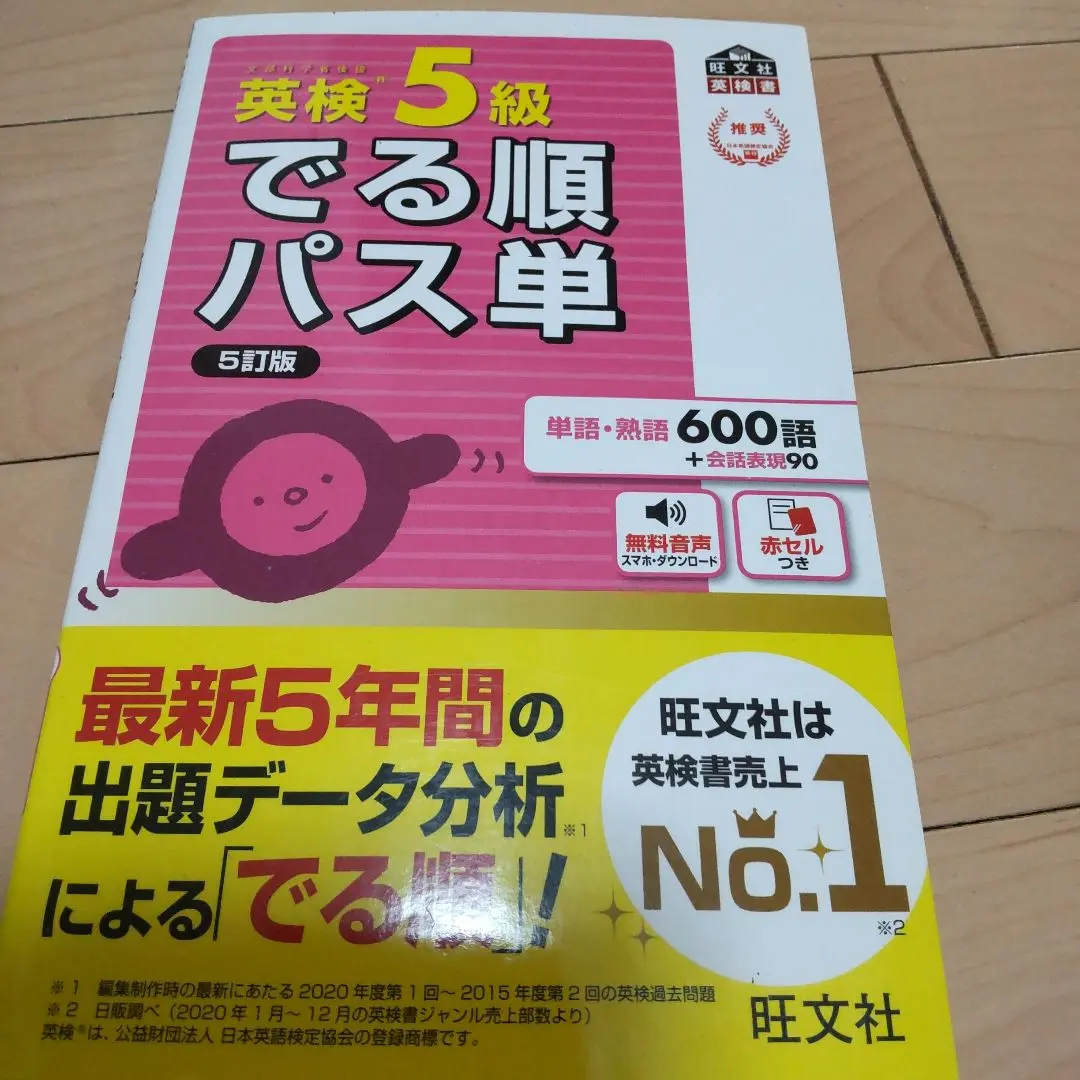 文部科学省後援
英検® 5級
でる順
パス単
5訂版
旺文社
英検書
推奨
日本英語検定協会
単語・熟語 600語
+会話表現90
無料音声
スマホ・ダウンロード
赤セル
つき
最新5年間の
出題データ分析※1
による「でる順」!
旺文社は
英検書売上
No.1
※2
※1 編集制作時の最新にあたる2020年度第1回~2015年度第2回の英検過去問題
※2 日販調べ(2020年1月~12月の英検書ジャンル売上部数より)
英検®は、公益財団法人 日本英語検定協会の登録商標です。
旺文社